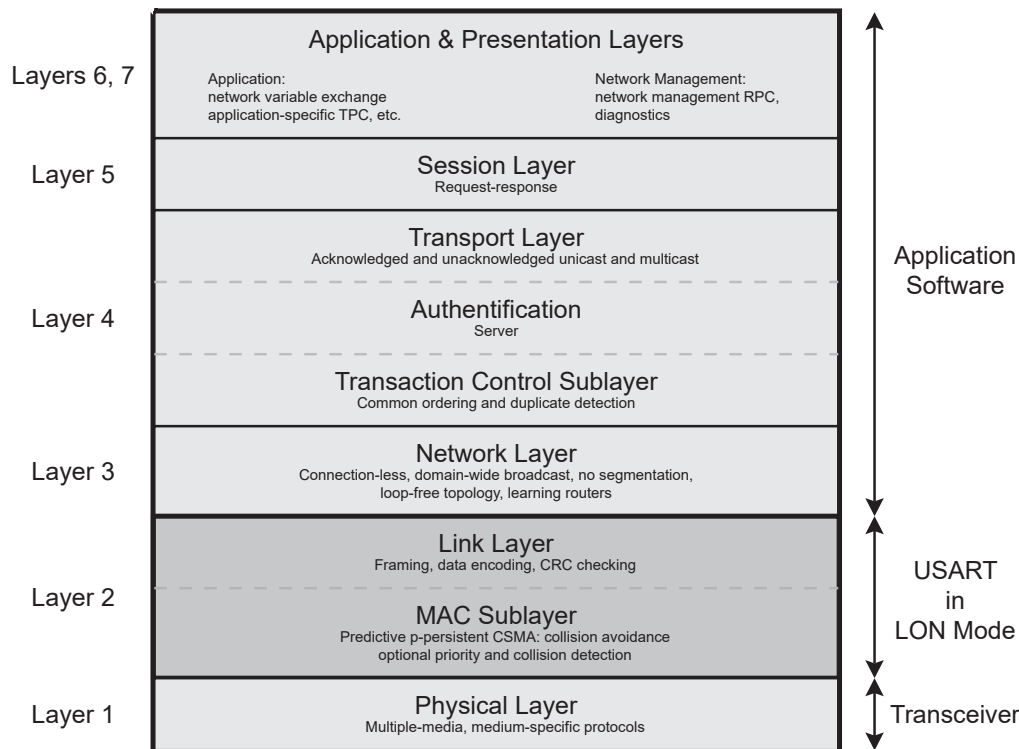 Application & Presentation Layers
Layers 6, 7
Application:
network variable exchange
application-specific TPC, etc.
Network Management:
network management RPC,
diagnostics
Layer 5
Session Layer
Request-response
Transport Layer
Acknowledged and unacknowledged unicast and multicast
Application
Software
Layer 4
Authentification
Server
Transaction Control Sublayer
Common ordering and duplicate detection
Layer 3
Network Layer
Connection-less, domain-wide broadcast, no segmentation,
loop-free topology, learning routers
Layer 2
Link Layer
Framing, data encoding, CRC checking
MAC Sublayer
Predictive p-persistent CSMA: collision avoidance
optional priority and collision detection
USART
in
LON Mode
Layer 1
Physical Layer
Multiple-media, medium-specific protocols
Transceiver